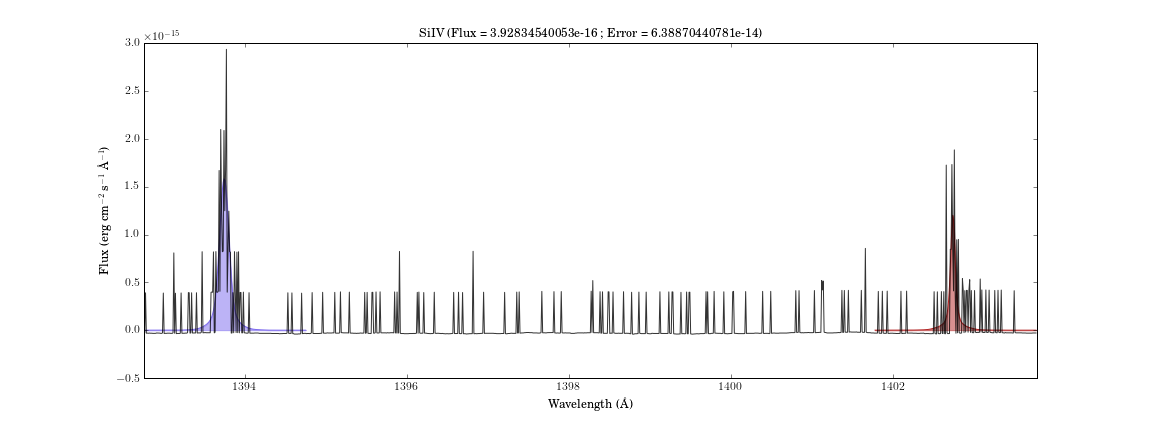 SiIV (Flux = 3.92834540053e-16 ; Error = 6.38870440781e-14)
×10⁻¹⁵
3.0
2.5
2.0
1.5
1.0
0.5
0.0
−0.5
Flux (erg cm⁻² s⁻¹ Å⁻¹)
1394 1396 1398 1400 1402
Wavelength (Å)